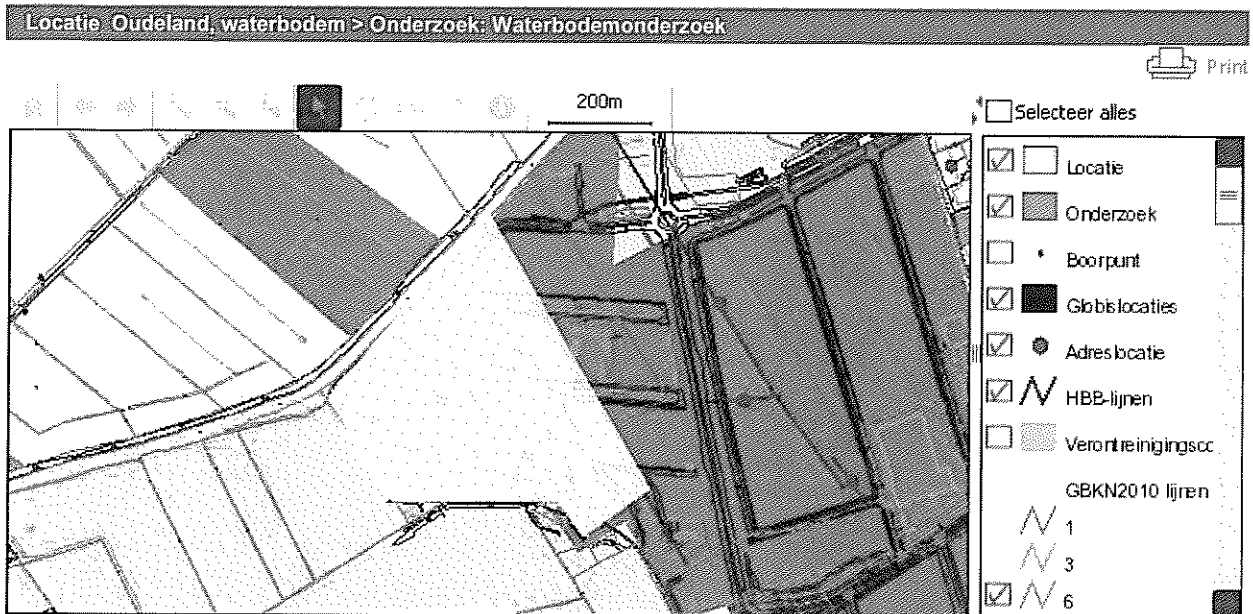 Locatie Oudeland, waterbodem > Onderzoek: Waterbodemonderzoek
Print
200m
Selecteer alles
Locatie
Onderzoek
Boorpunt
Globislocaties
Adreslocatie
HBB-lijnen
Verontreinigingscc
GBKN2010 lijnen
1
3
6